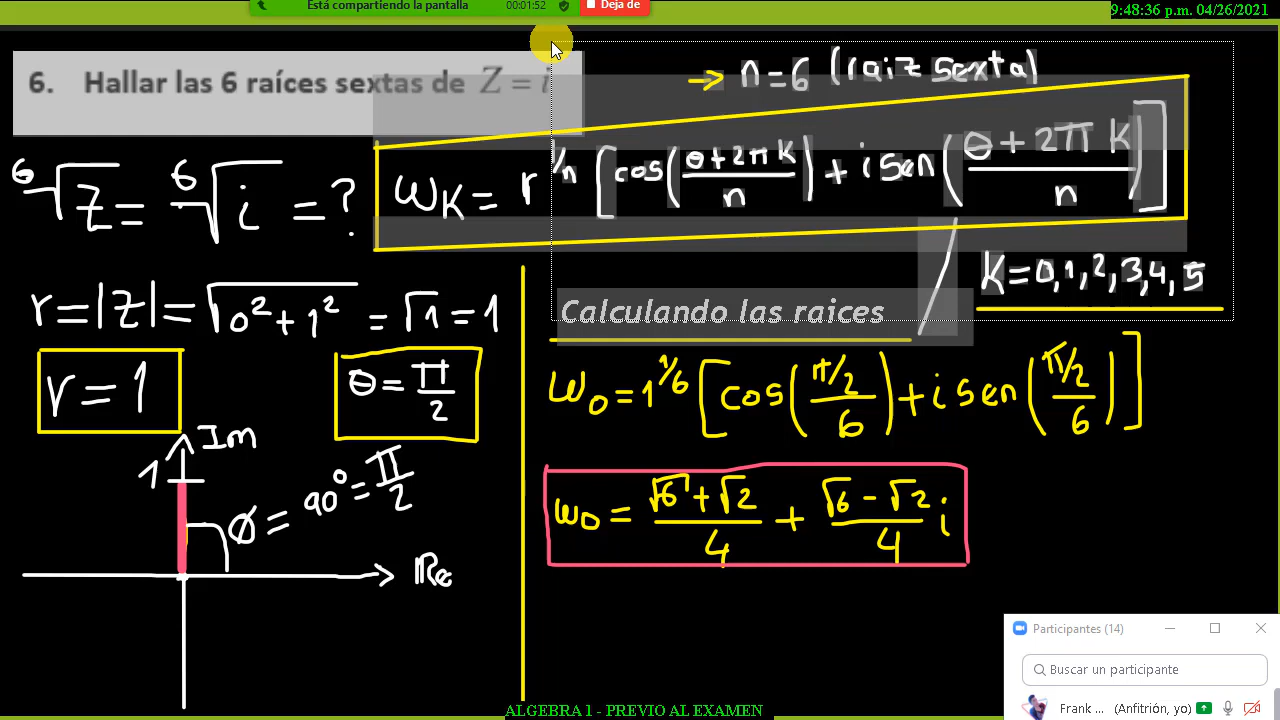 Está compartiendo la pantalla 00:01:52 Deja de
9:48:36 p.m. 04/26/2021
6. Hallar las 6 raíces sextas de Z = i
→ n=6 (raiz sexta)
⁶√Z = ⁶√i = ?
ωK = r^(1/n) [cos((θ+2πK)/n) + i sen((θ+2πK)/n)]
K=0,1,2,3,4,5
r=|Z|=√(0²+1²) = √1=1
Calculando las raices
r=1
θ=π/2
ω0=1^(1/6) [cos((π/2)/6) + i sen((π/2)/6)]
Im
1
Ø = 90°=π/2
ω0 = (√6+√2)/4 + (√6-√2)/4 i
Re
Participantes (14)
Buscar un participante
Frank ... (Anfitrión, yo)
ALGEBRA 1 - PREVIO AL EXAMEN